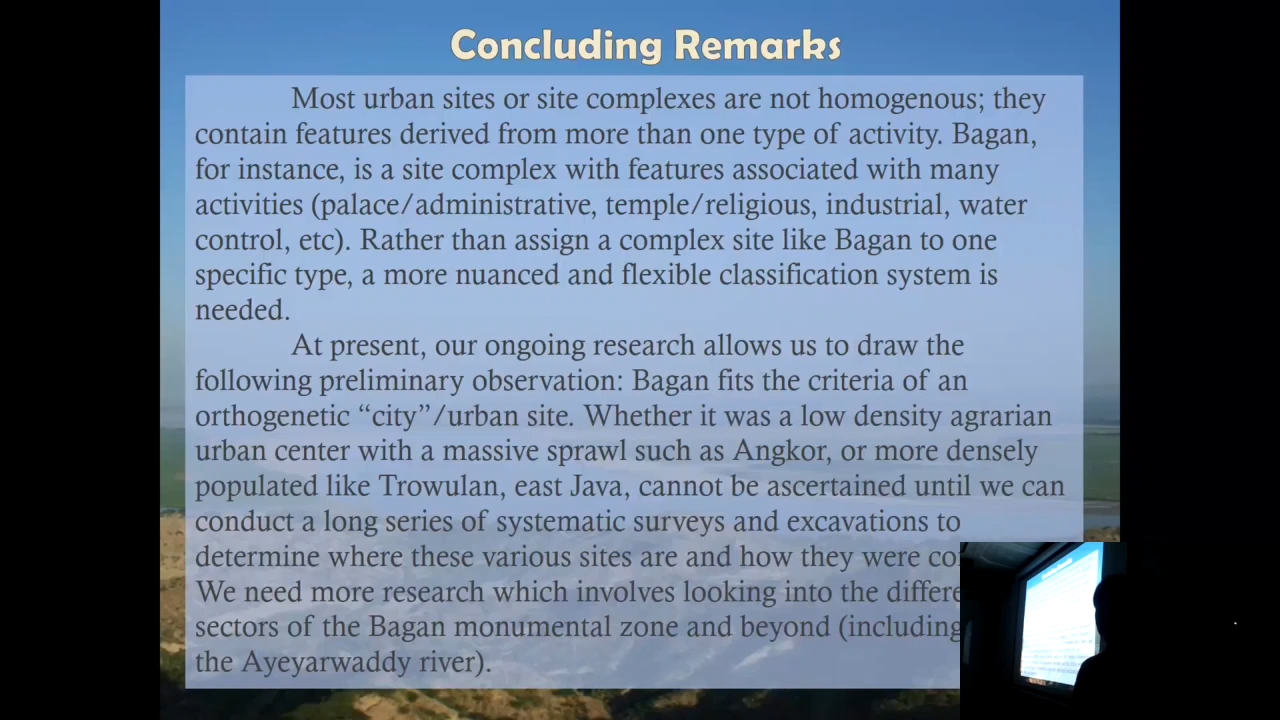 Concluding Remarks
Most urban sites or site complexes are not homogenous; they
contain features derived from more than one type of activity. Bagan,
for instance, is a site complex with features associated with many
activities (palace/administrative, temple/religious, industrial, water
control, etc). Rather than assign a complex site like Bagan to one
specific type, a more nuanced and flexible classification system is
needed.
At present, our ongoing research allows us to draw the
following preliminary observation: Bagan fits the criteria of an
orthogenetic “city”/urban site. Whether it was a low density agrarian
urban center with a massive sprawl such as Angkor, or more densely
populated like Trowulan, east Java, cannot be ascertained until we can
conduct a long series of systematic surveys and excavations to
determine where these various sites are and how they were
We need more research which involves looking into the
sectors of the Bagan monumental zone and beyond (including
the Ayeyarwaddy river).